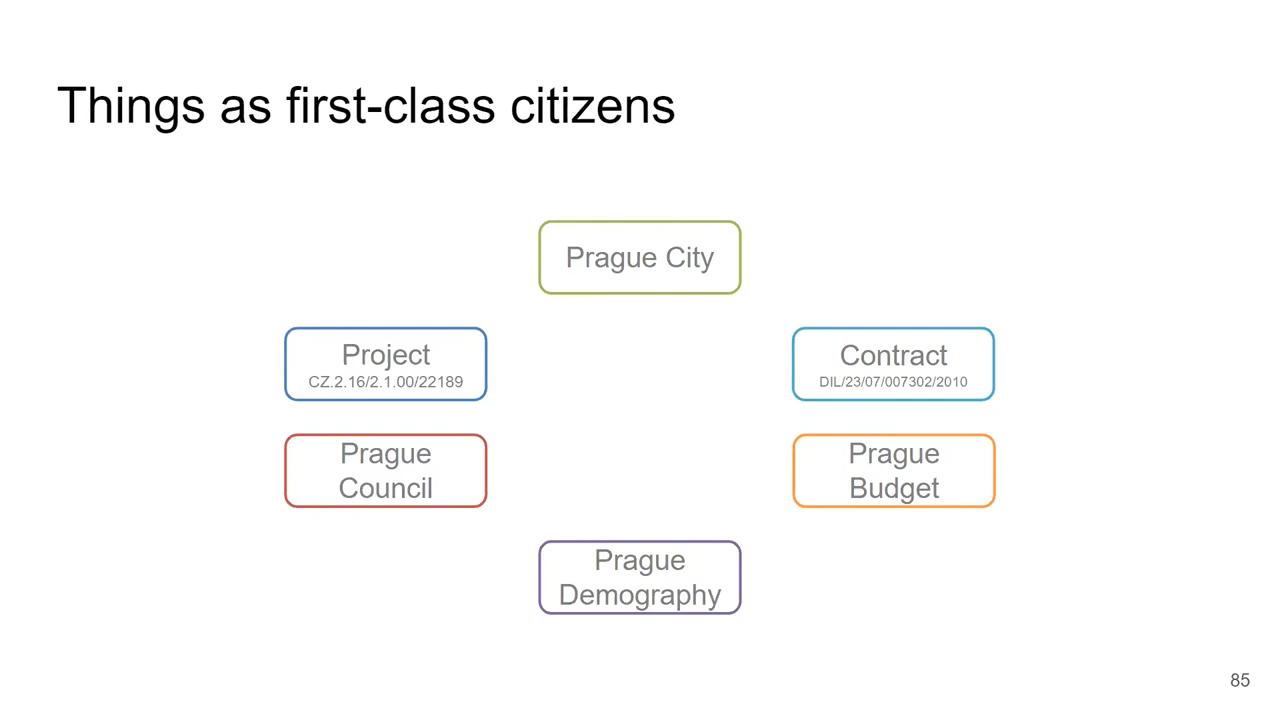 Things as first-class citizens
Prague City
Project
CZ.2.16/2.1.00/22189
Contract
DIL/23/07/007302/2010
Prague
Council
Prague
Budget
Prague
Demography
85